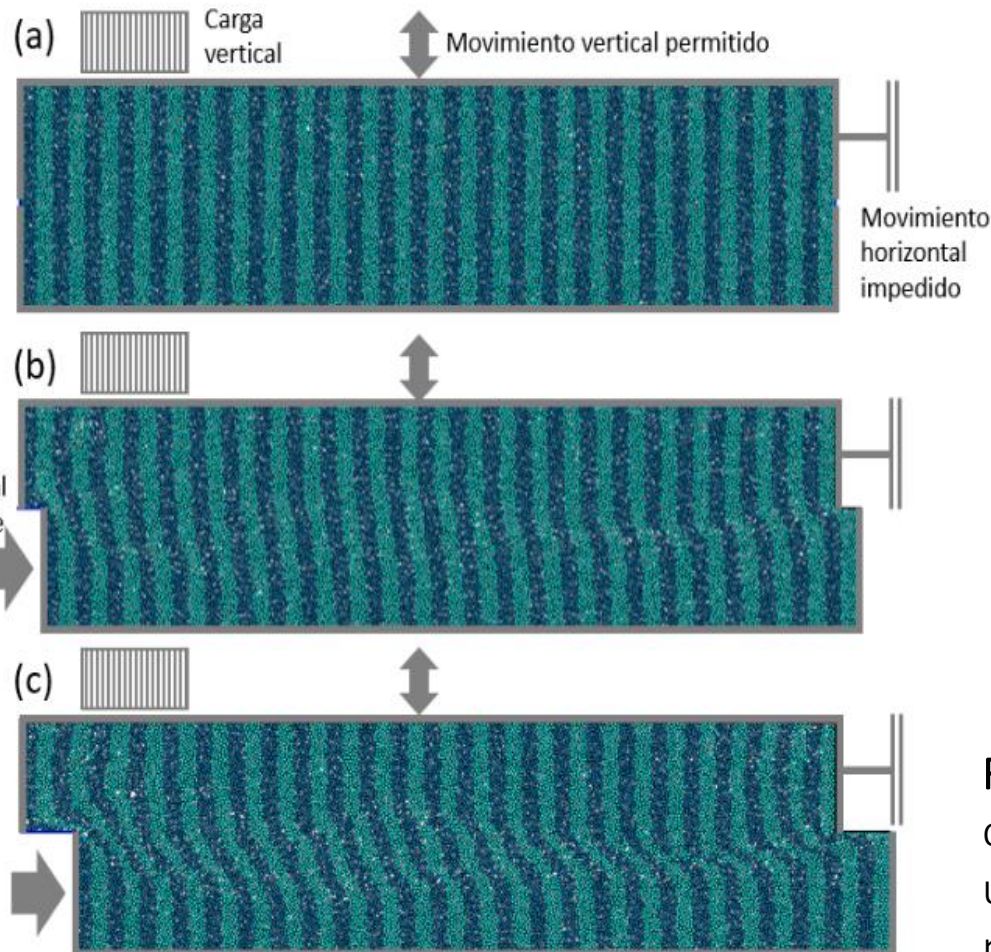 (a)
Carga
vertical
Movimiento vertical permitido
Movimiento
horizontal
impedido
(b)
(c)